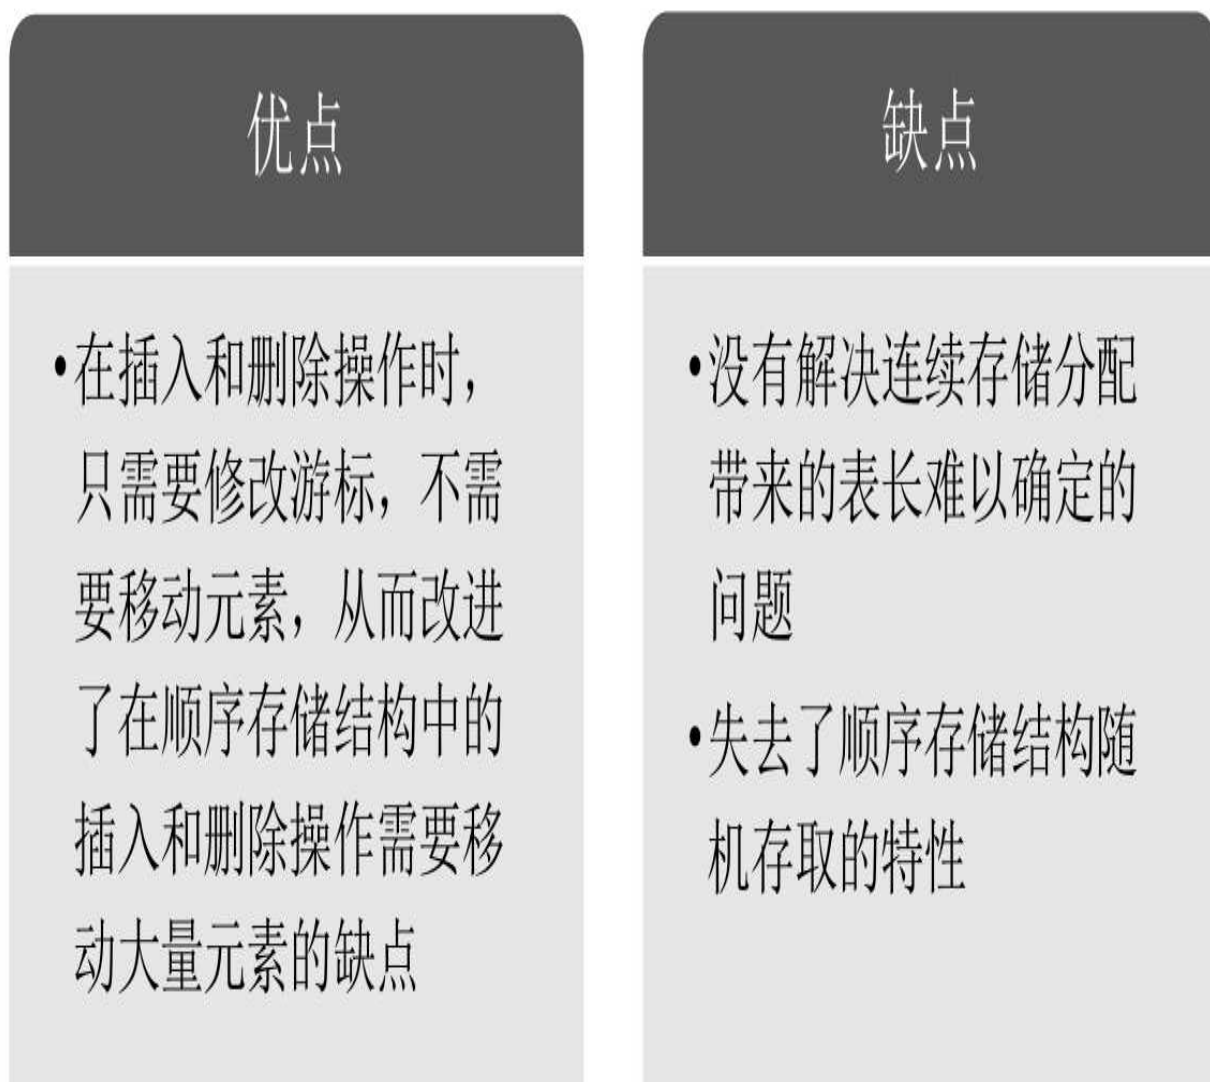 优点
•在插入和删除操作时，
只需要修改游标，不需
要移动元素，从而改进
了在顺序存储结构中的
插入和删除操作需要移
动大量元素的缺点
缺点
•没有解决连续存储分配
带来的表长难以确定的
问题
•失去了顺序存储结构随
机存取的特性